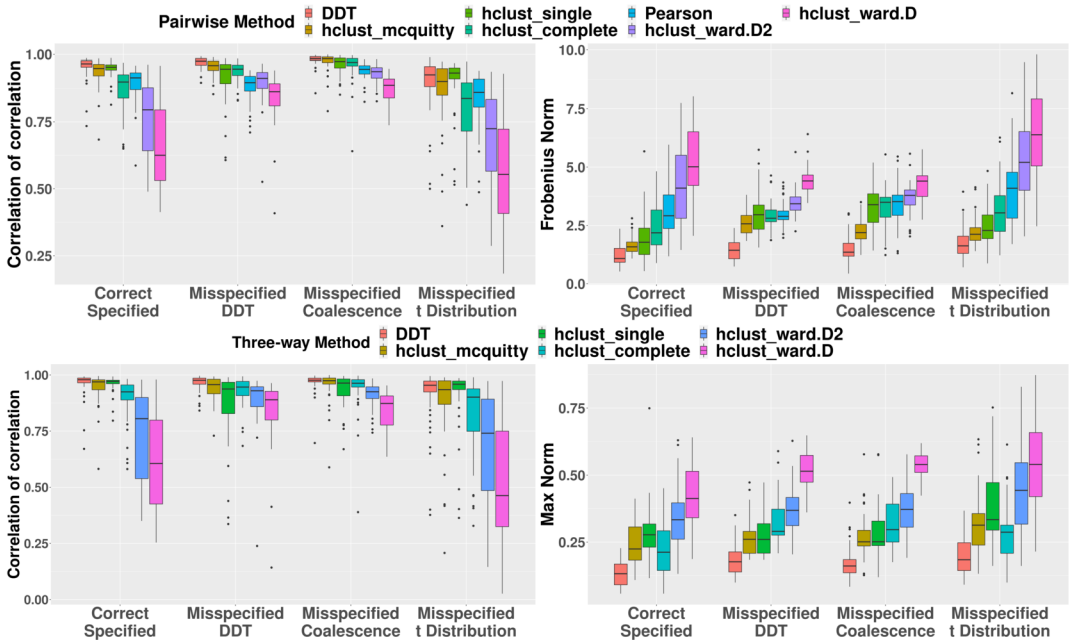 Pairwise Method DDT hclust_single Pearson hclust_ward.D
hclust_mcquitty hclust_complete hclust_ward.D2
Correlation of correlation
1.00
0.75
0.50
0.25
Correct Specified
Misspecified DDT
Misspecified Coalescence
Misspecified t Distribution
Frobenius Norm
10.0
7.5
5.0
2.5
0.0
Correct Specified
Misspecified DDT
Misspecified Coalescence
Misspecified t Distribution
Three-way Method DDT hclust_single hclust_ward.D2
hclust_mcquitty hclust_complete hclust_ward.D
Correlation of correlation
1.00
0.75
0.50
0.25
0.00
Correct Specified
Misspecified DDT
Misspecified Coalescence
Misspecified t Distribution
Max Norm
0.75
0.50
0.25
Correct Specified
Misspecified DDT
Misspecified Coalescence
Misspecified t Distribution